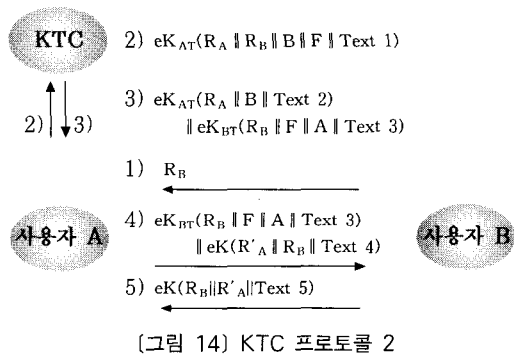 KTC
2) eK_AT(R_A ∥ R_B ∥ B ∥ F ∥ Text 1)
3) eK_AT(R_A ∥ B ∥ Text 2)
∥ eK_BT(R_B ∥ F ∥ A ∥ Text 3)
2) 3)
1) R_B
사용자 A
4) eK_BT(R_B ∥ F ∥ A ∥ Text 3)
∥ eK(R′_A ∥ R_B ∥ Text 4)
사용자 B
5) eK(R_B||R′_A||Text 5)
〔그림 14〕 KTC 프로토콜 2